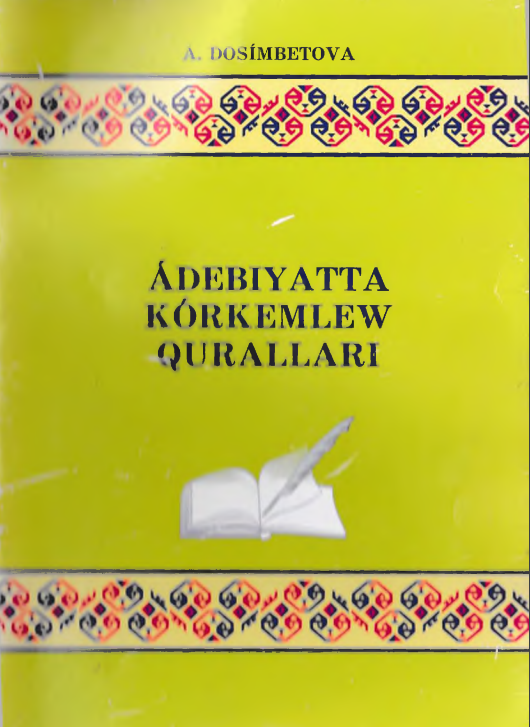 A. DOSÍMBETOVA
ÁDEBIYATTA
KÓRKEMLEW
QURALLARI